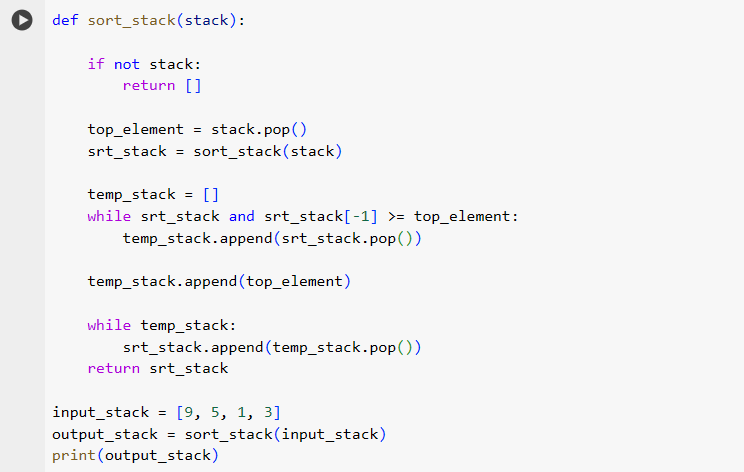 def sort_stack(stack):
    if not stack:
        return []
    top_element = stack.pop()
    srt_stack = sort_stack(stack)
    temp_stack = []
    while srt_stack and srt_stack[-1] >= top_element:
        temp_stack.append(srt_stack.pop())
    temp_stack.append(top_element)
    while temp_stack:
        srt_stack.append(temp_stack.pop())
    return srt_stack
input_stack = [9, 5, 1, 3]
output_stack = sort_stack(input_stack)
print(output_stack)